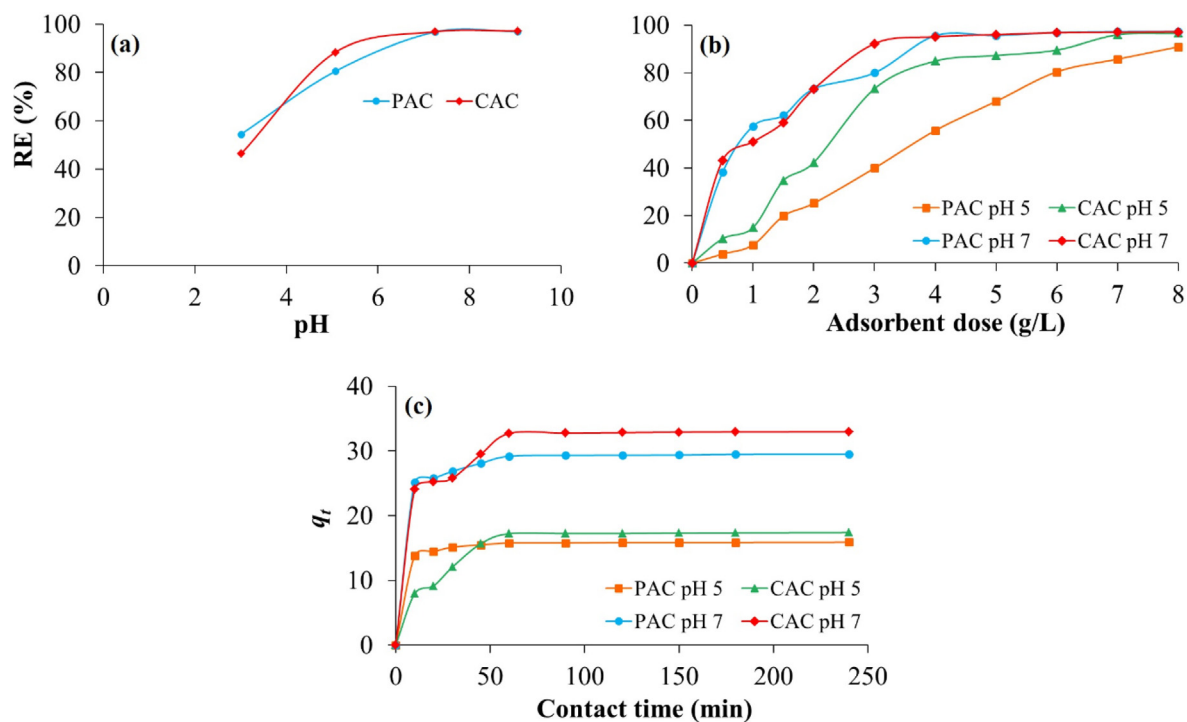 (a)
RE (%)
100
80
60
40
20
0
PAC CAC
0 2 4 6 8 10
pH
(b)
100
80
60
40
20
0
PAC pH 5 CAC pH 5
PAC pH 7 CAC pH 7
0 1 2 3 4 5 6 7 8
Adsorbent dose (g/L)
(c)
qt
40
30
20
10
0
PAC pH 5 CAC pH 5
PAC pH 7 CAC pH 7
0 50 100 150 200 250
Contact time (min)